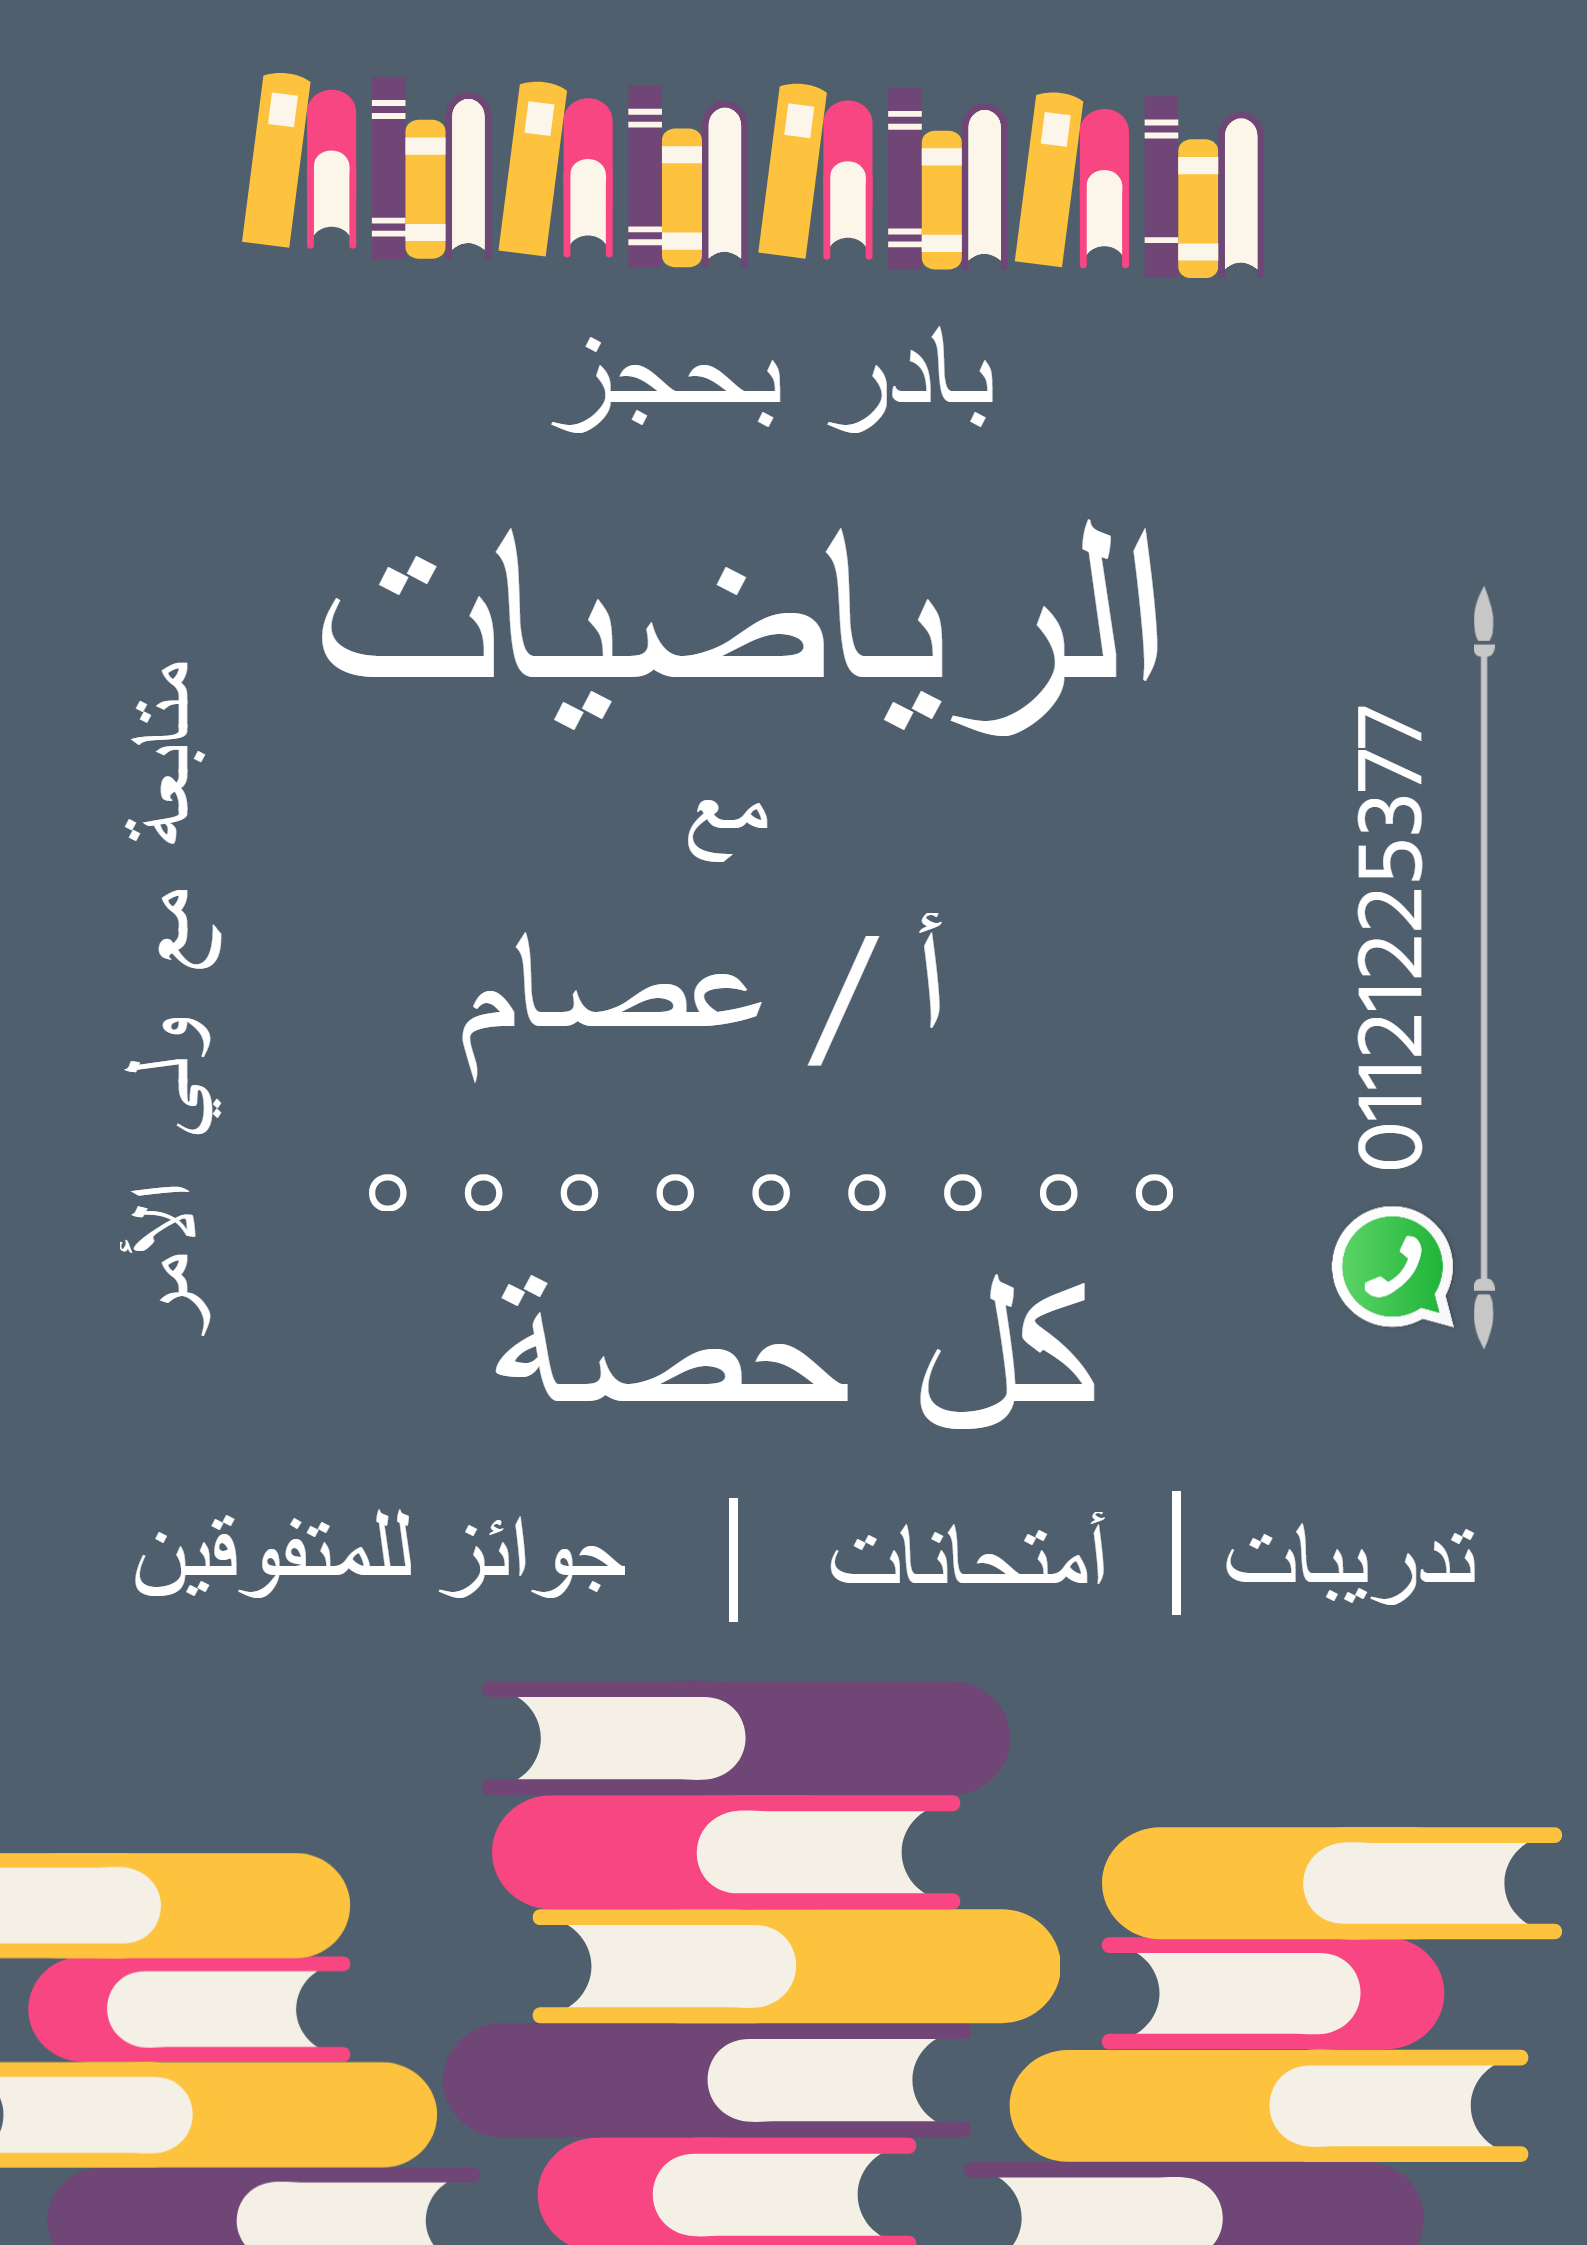 بادر بحجز
الرياضيات
مع
أ / عصام
01121225377
متابعة مع ولي الأمر
كل حصة
تدريبات | أمتحانات | جوائز للمتفوقين